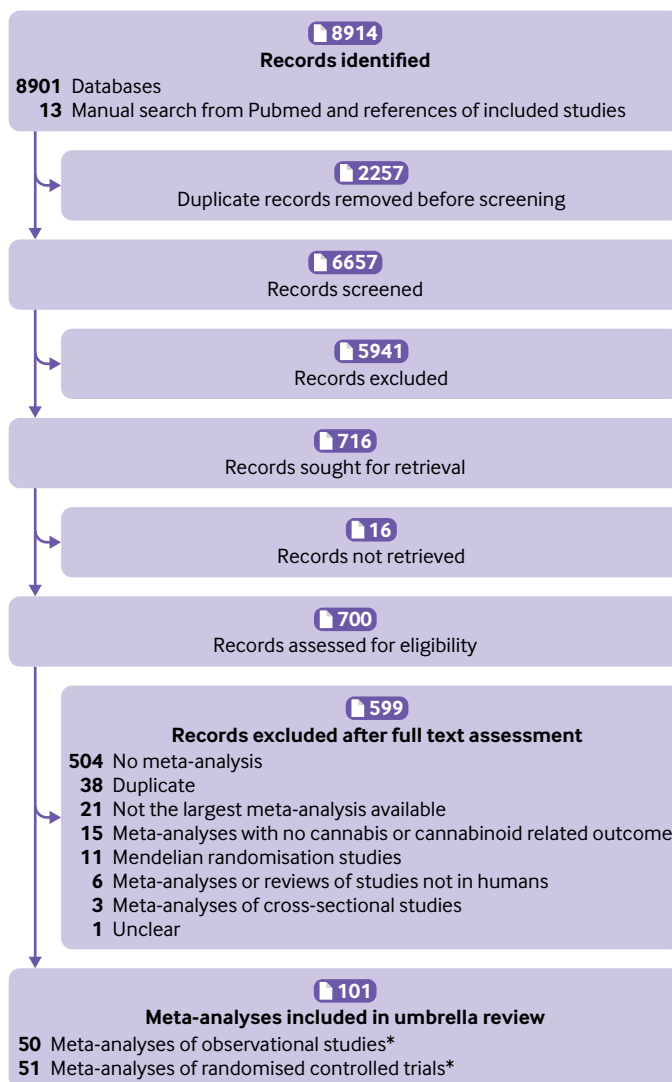 8914
Records identified
8901 Databases
13 Manual search from Pubmed and references of included studies
2257
Duplicate records removed before screening
6657
Records screened
5941
Records excluded
716
Records sought for retrieval
16
Records not retrieved
700
Records assessed for eligibility
599
Records excluded after full text assessment
504 No meta-analysis
38 Duplicate
21 Not the largest meta-analysis available
15 Meta-analyses with no cannabis or cannabinoid related outcome
11 Mendelian randomisation studies
6 Meta-analyses or reviews of studies not in humans
3 Meta-analyses of cross-sectional studies
1 Unclear
101
Meta-analyses included in umbrella review
50 Meta-analyses of observational studies*
51 Meta-analyses of randomised controlled trials*